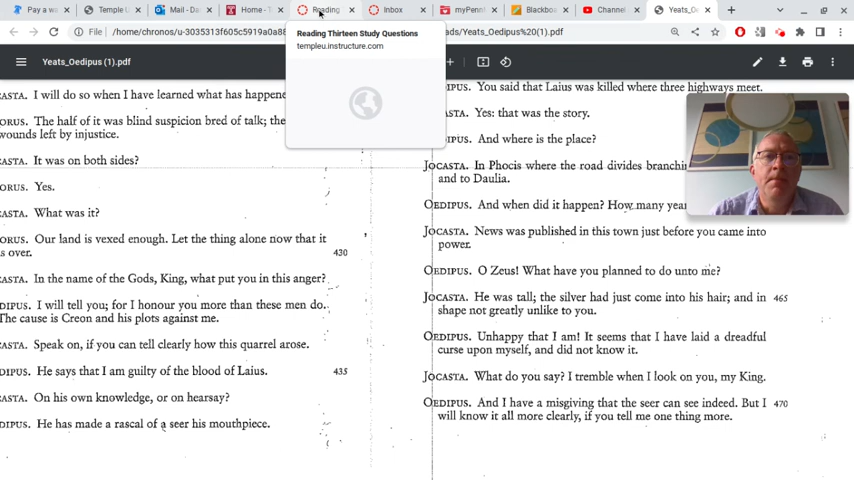 Pay a wa
Temple U
Mail - Dai
Home - T
Reading
Inbox
myPenn
Blackboa
Channel
Yeats_Oe
Reading Thirteen Study Questions
templeu.instructure.com
File
/home/chronos/u-3035313f605c5919a0a8
ads/Yeats_Oedipus%20(1).pdf
Yeats_Oedipus (1).pdf
CASTA. I will do so when I have learned what has happene
ORUS. The half of it was blind suspicion bred of talk; the
wounds left by injustice.
CASTA. It was on both sides?
ORUS. Yes.
CASTA. What was it?
ORUS. Our land is vexed enough. Let the thing alone now that it
is over. 430
CASTA. In the name of the Gods, King, what put you in this anger?
DIPUS. I will tell you; for I honour you more than these men do.
The cause is Creon and his plots against me.
CASTA. Speak on, if you can tell clearly how this quarrel arose.
DIPUS. He says that I am guilty of the blood of Laius. 435
CASTA. On his own knowledge, or on hearsay?
DIPUS. He has made a rascal of a seer his mouthpiece.
IPUS. You said that Laius was killed where three highways meet.
ASTA. Yes: that was the story.
IPUS. And where is the place?
JOCASTA. In Phocis where the road divides branchin
and to Daulia.
OEDIPUS. And when did it happen? How many yea
JOCASTA. News was published in this town just before you came into
power.
OEDIPUS. O Zeus! What have you planned to do unto me?
JOCASTA. He was tall; the silver had just come into his hair; and in 465
shape not greatly unlike to you.
OEDIPUS. Unhappy that I am! It seems that I have laid a dreadful
curse upon myself, and did not know it.
JOCASTA. What do you say? I tremble when I look on you, my King.
OEDIPUS. And I have a misgiving that the seer can see indeed. But I 470
will know it all more clearly, if you tell me one thing more.